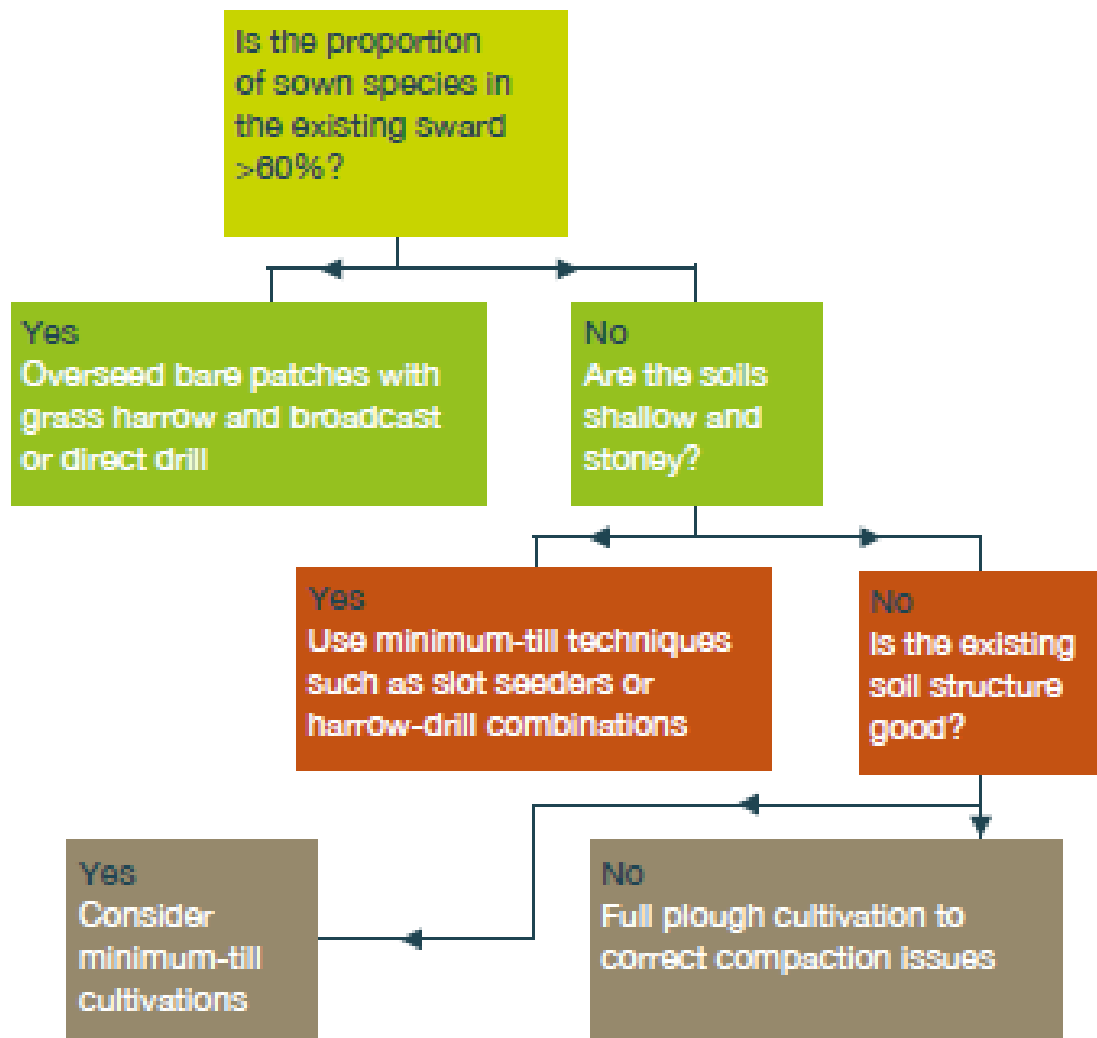 Is the proportion
of sown species in
the existing sward
>60%?
Yes
Overseed bare patches with
grass harrow and broadcast
or direct drill
No
Are the soils
shallow and
stoney?
Yes
Use minimum-till techniques
such as slot seeders or
harrow-drill combinations
No
Is the existing
soil structure
good?
Yes
Consider
minimum-till
cultivations
No
Full plough cultivation to
correct compaction issues